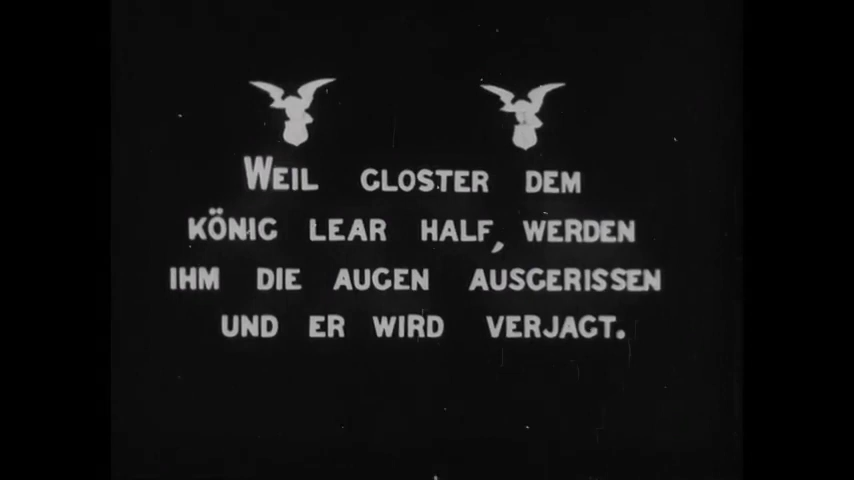 WEIL GLOSTER DEM
KÖNIG LEAR HALF, WERDEN
IHM DIE AUGEN AUSGERISSEN
UND ER WIRD VERJAGT.